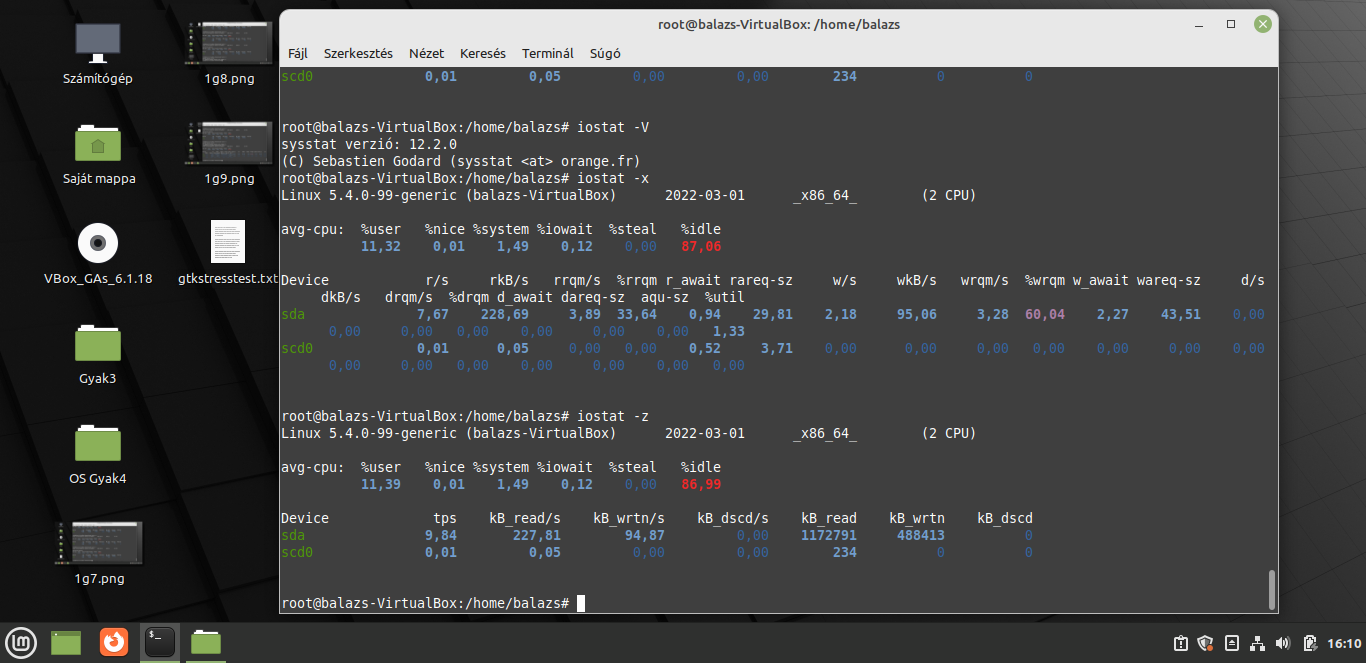 root@balazs-VirtualBox: /home/balazs
Fájl Szerkesztés Nézet Keresés Terminál Súgó
scd0 0,01 0,05 0,00 0,00 234 0 0
root@balazs-VirtualBox:/home/balazs# iostat -V
sysstat verzió: 12.2.0
(C) Sebastien Godard (sysstat <at> orange.fr)
root@balazs-VirtualBox:/home/balazs# iostat -x
Linux 5.4.0-99-generic (balazs-VirtualBox) 2022-03-01 _x86_64_ (2 CPU)
avg-cpu: %user %nice %system %iowait %steal %idle
11,32 0,01 1,49 0,12 0,00 87,06
Device r/s rkB/s rrqm/s %rrqm r_await rareq-sz w/s wkB/s wrqm/s %wrqm w_await wareq-sz d/s
dkB/s drqm/s %drqm d_await dareq-sz aqu-sz %util
sda 7,67 228,69 3,89 33,64 0,94 29,81 2,18 95,06 3,28 60,04 2,27 43,51 0,00
0,00 0,00 0,00 0,00 0,00 0,00 1,33
scd0 0,01 0,05 0,00 0,00 0,52 3,71 0,00 0,00 0,00 0,00 0,00 0,00 0,00
0,00 0,00 0,00 0,00 0,00 0,00 0,00
root@balazs-VirtualBox:/home/balazs# iostat -z
Linux 5.4.0-99-generic (balazs-VirtualBox) 2022-03-01 _x86_64_ (2 CPU)
avg-cpu: %user %nice %system %iowait %steal %idle
11,39 0,01 1,49 0,12 0,00 86,99
Device tps kB_read/s kB_wrtn/s kB_dscd/s kB_read kB_wrtn kB_dscd
sda 9,84 227,81 94,87 0,00 1172791 488413 0
scd0 0,01 0,05 0,00 0,00 234 0 0
root@balazs-VirtualBox:/home/balazs#
Számítógép
1g8.png
Saját mappa
1g9.png
VBox_GAs_6.1.18
gtkstresstest.txt
Gyak3
OS Gyak4
1g7.png
$_
16:10